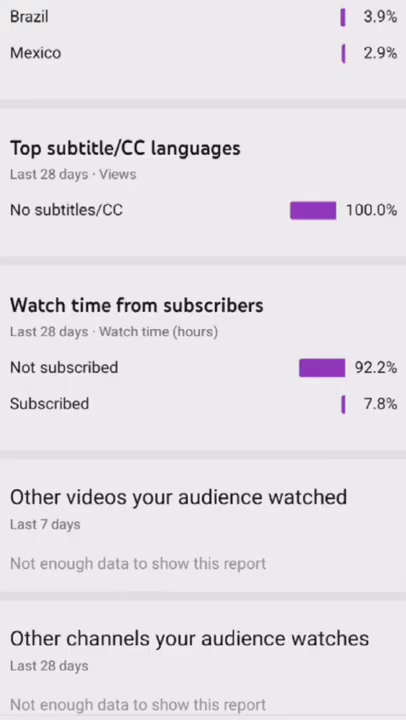 Brazil 3.9%
Mexico 2.9%
Top subtitle/CC languages
Last 28 days · Views
No subtitles/CC 100.0%
Watch time from subscribers
Last 28 days · Watch time (hours)
Not subscribed 92.2%
Subscribed 7.8%
Other videos your audience watched
Last 7 days
Not enough data to show this report
Other channels your audience watches
Last 28 days
Not enough data to show this report